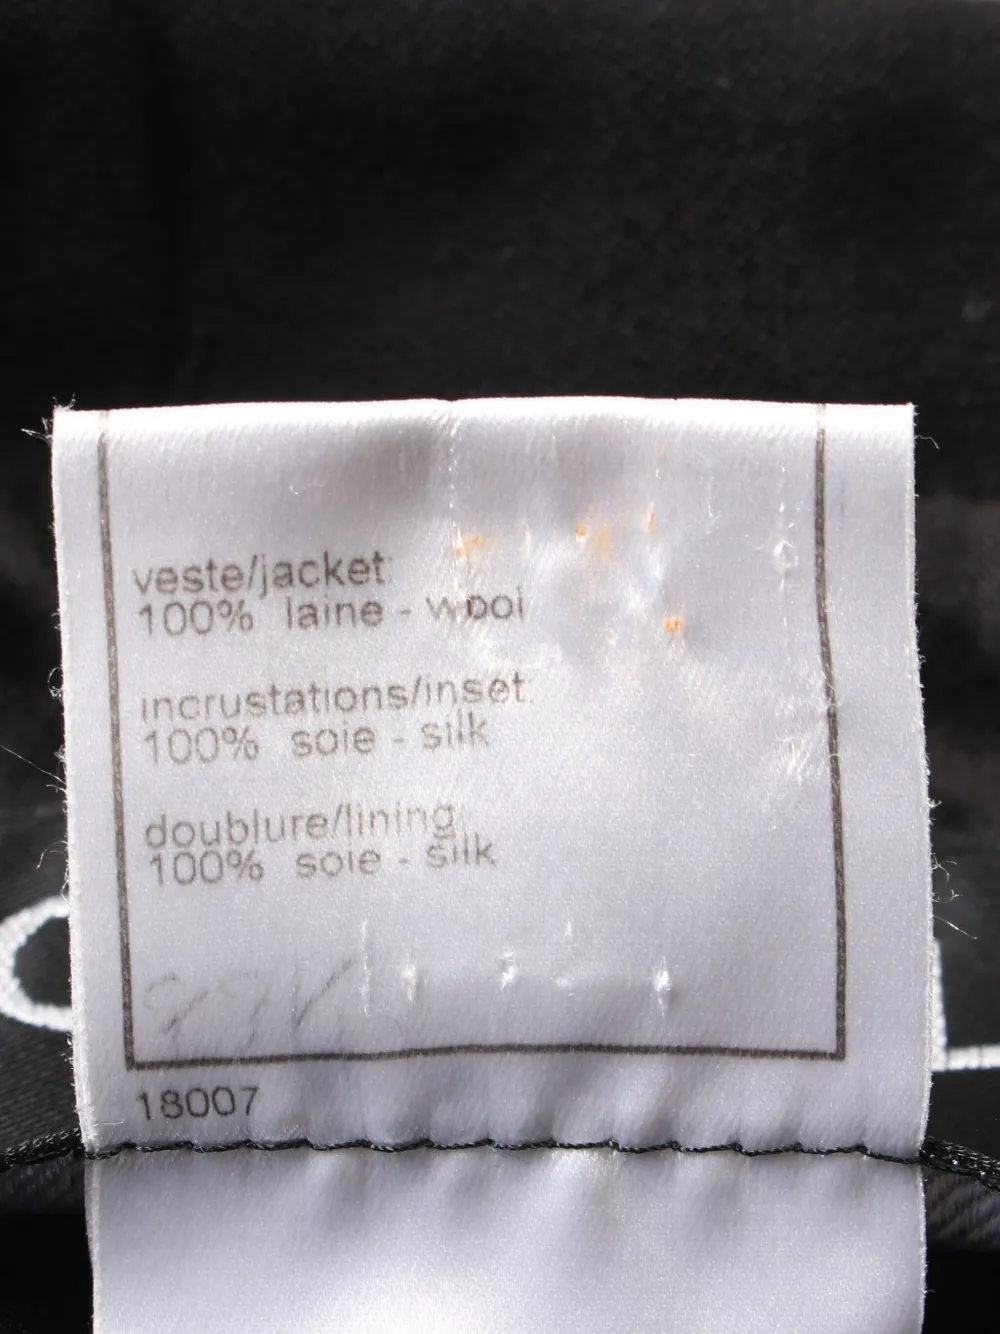 veste/jacket:
100% laine - wool
incrustations/inset:
100% soie - silk
doublure/lining:
100% soie - silk
18007